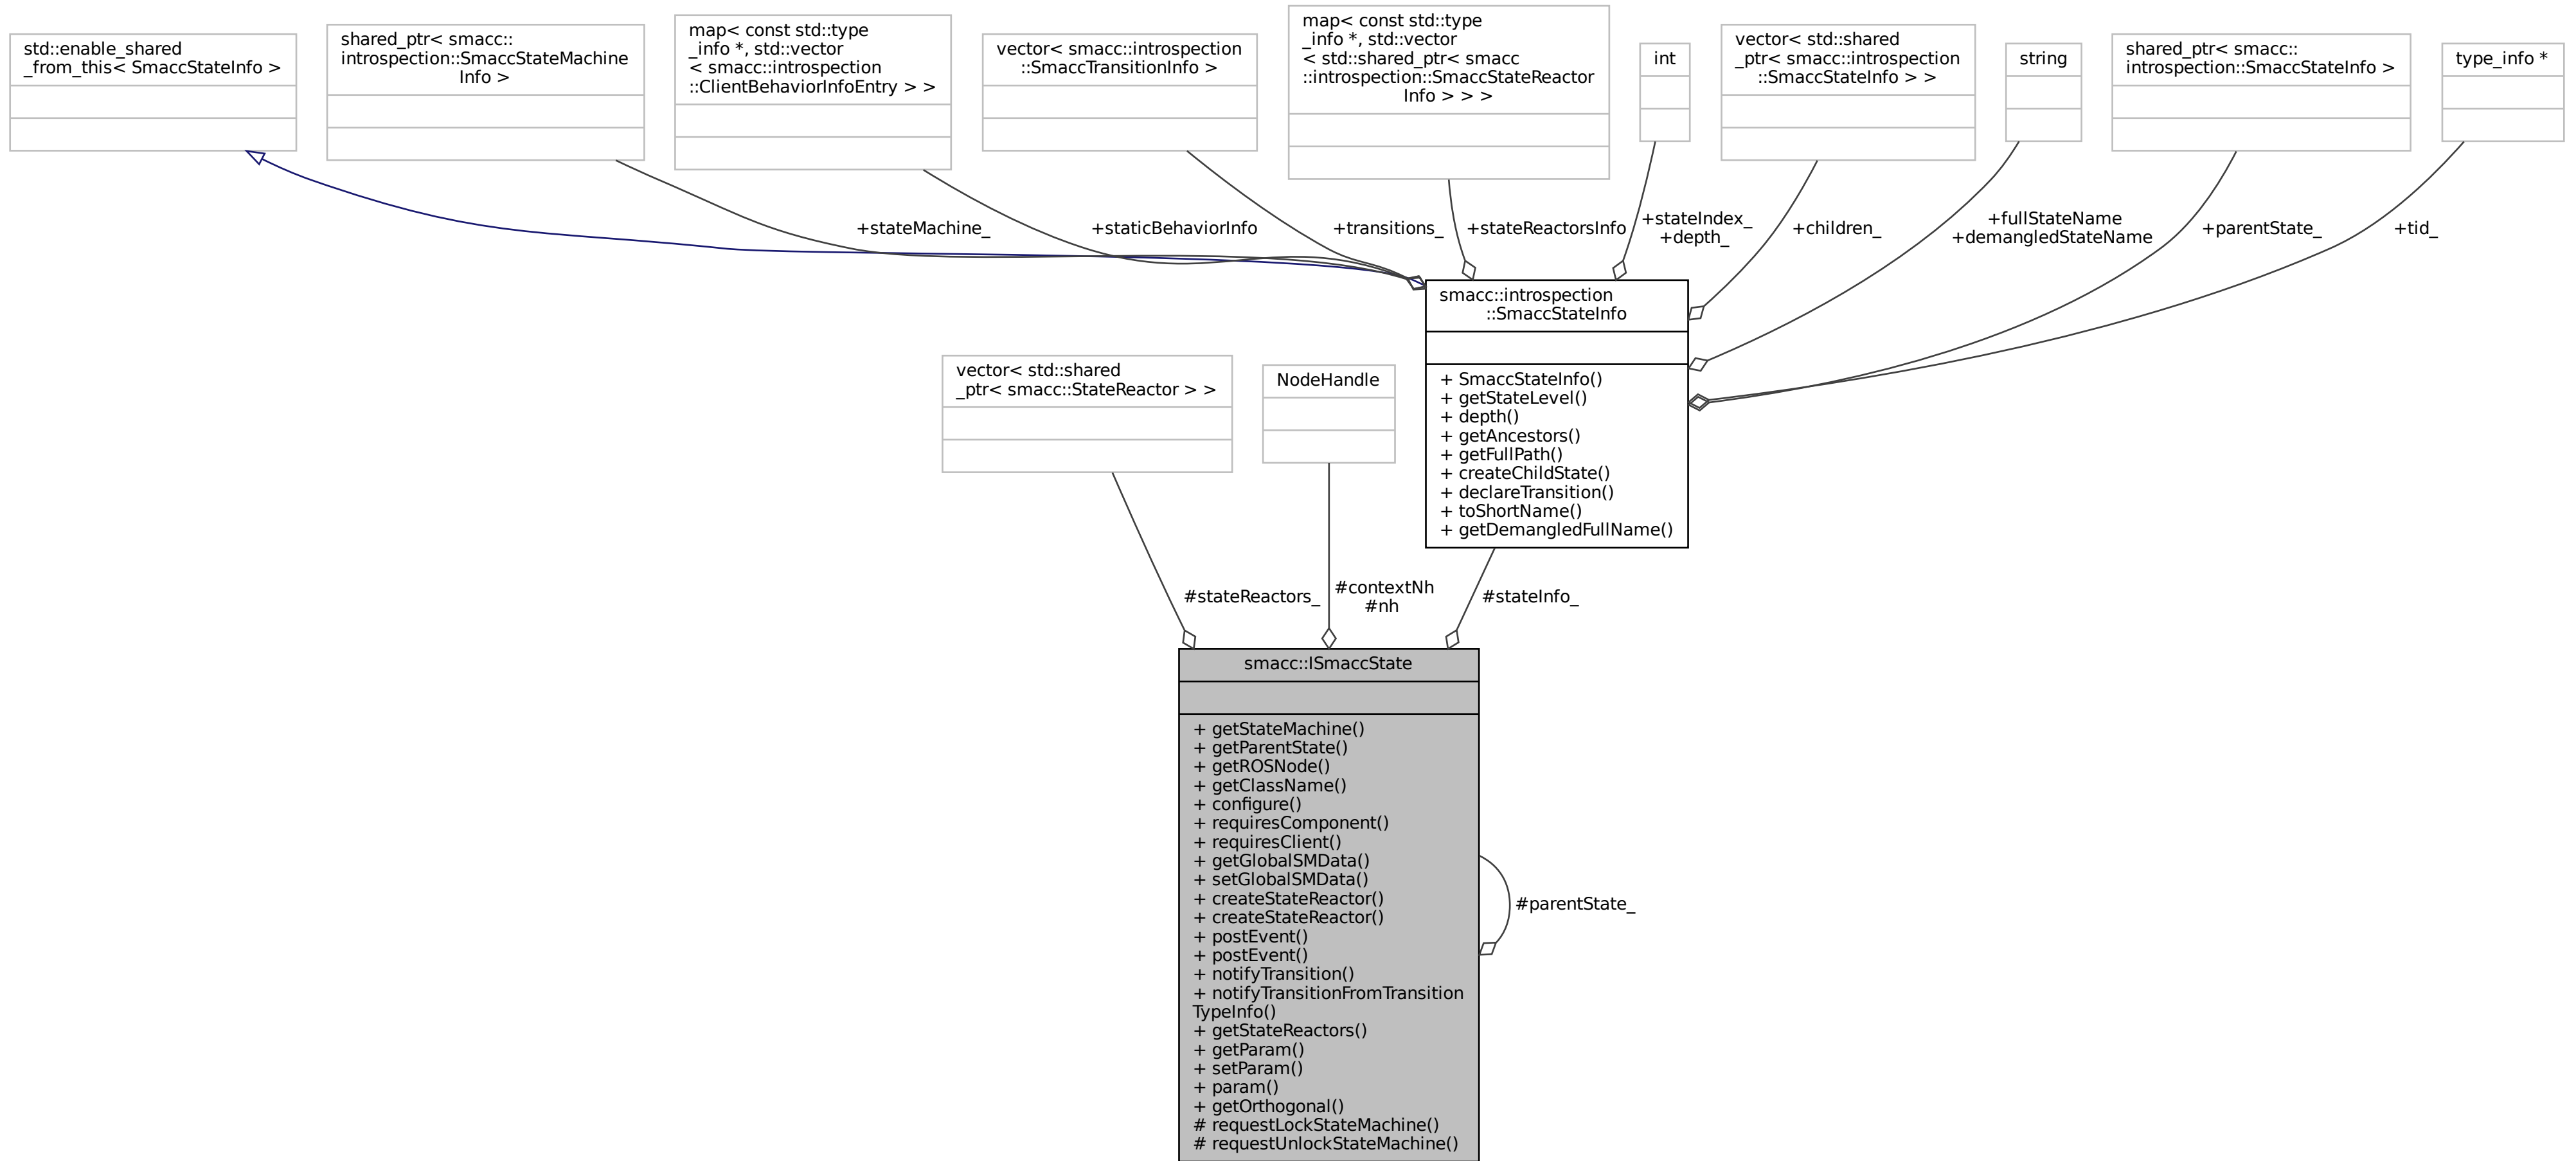 std::enable_shared
_from_this< SmaccStateInfo >
shared_ptr< smacc::
introspection::SmaccStateMachine
Info >
map< const std::type
_info *, std::vector
< smacc::introspection
::ClientBehaviorInfoEntry > >
vector< smacc::introspection
::SmaccTransitionInfo >
map< const std::type
_info *, std::vector
< std::shared_ptr< smacc
::introspection::SmaccStateReactor
Info > > >
int
vector< std::shared
_ptr< smacc::introspection
::SmaccStateInfo > >
string
shared_ptr< smacc::
introspection::SmaccStateInfo >
type_info *
+stateMachine_
+staticBehaviorInfo
+transitions_
+stateReactorsInfo
+stateIndex_
+depth_
+children_
+fullStateName
+demangledStateName
+parentState_
+tid_
smacc::introspection
::SmaccStateInfo
+ SmaccStateInfo()
+ getStateLevel()
+ depth()
+ getAncestors()
+ getFullPath()
+ createChildState()
+ declareTransition()
+ toShortName()
+ getDemangledFullName()
vector< std::shared
_ptr< smacc::StateReactor > >
NodeHandle
#stateReactors_
#contextNh
#nh
#stateInfo_
smacc::ISmaccState
+ getStateMachine()
+ getParentState()
+ getROSNode()
+ getClassName()
+ configure()
+ requiresComponent()
+ requiresClient()
+ getGlobalSMData()
+ setGlobalSMData()
+ createStateReactor()
+ createStateReactor()
+ postEvent()
+ postEvent()
+ notifyTransition()
+ notifyTransitionFromTransition
TypeInfo()
+ getStateReactors()
+ getParam()
+ setParam()
+ param()
+ getOrthogonal()
# requestLockStateMachine()
# requestUnlockStateMachine()
#parentState_